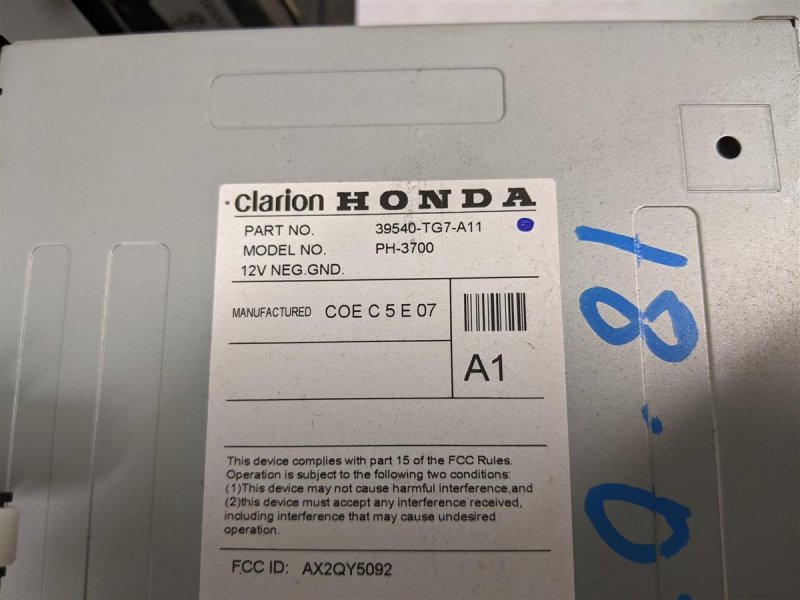 clarion HONDA
PART NO. 39540-TG7-A11
MODEL NO. PH-3700
12V NEG.GND.
MANUFACTURED COE C 5 E 07
A1
This device complies with part 15 of the FCC Rules.
Operation is subject to the following two conditions:
(1)This device may not cause harmful interference,and
(2)this device must accept any interference received,
including interference that may cause undesired
operation.
FCC ID: AX2QY5092
18-0